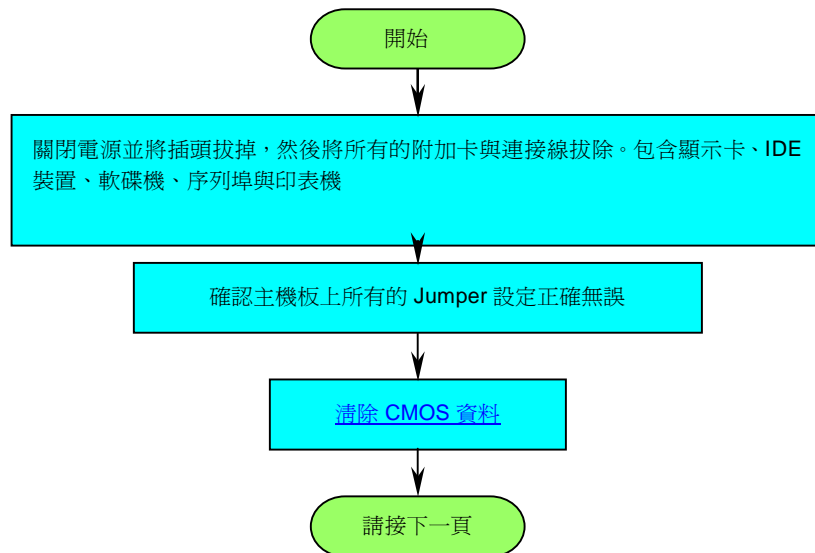 開始
關閉電源並將插頭拔掉，然後將所有的附加卡與連接線拔除。包含顯示卡、IDE
裝置、軟碟機、序列埠與印表機
確認主機板上所有的 Jumper 設定正確無誤
清除 CMOS 資料
請接下一頁